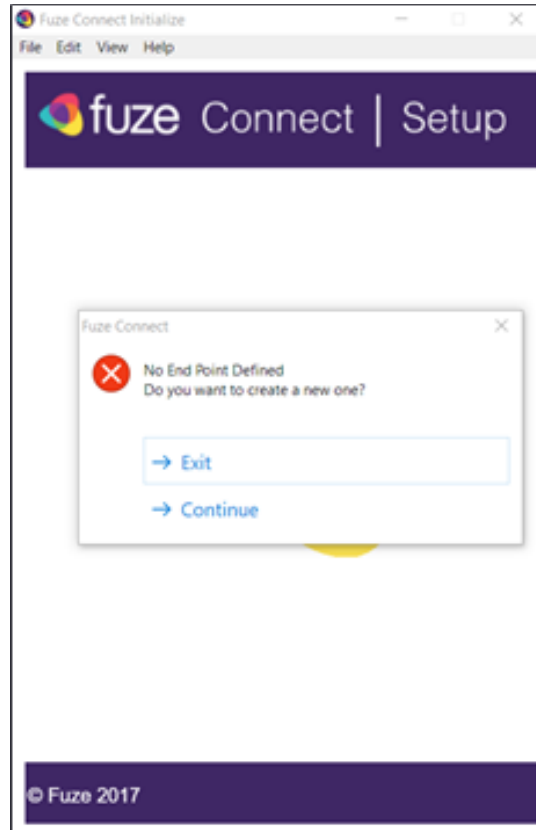 Fuze Connect Initialize
File Edit View Help
fuze Connect | Setup
Fuze Connect
No End Point Defined
Do you want to create a new one?
→ Exit
→ Continue
© Fuze 2017